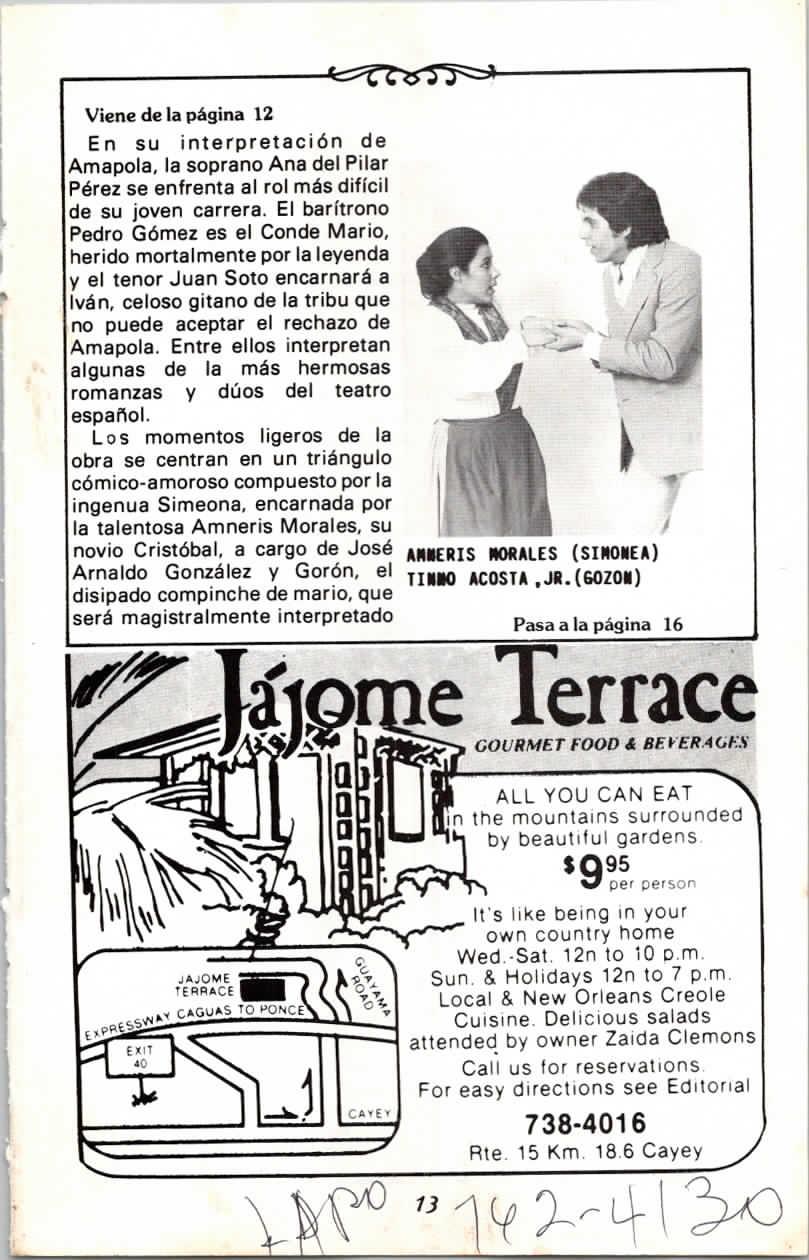 Viene de la página 12
En su interpretación de
Amapola, la soprano Ana del Pilar
Pérez se enfrenta al rol más difícil
de su joven carrera. El barítrono
Pedro Gómez es el Conde Mario,
herido mortalmente por la leyenda
y el tenor Juan Soto encarnará a
Iván, celoso gitano de la tribu que
no puede aceptar el rechazo de
Amapola. Entre ellos interpretan
algunas de la más hermosas
romanzas y dúos del teatro
español.
Los momentos ligeros de la
obra se centran en un triángulo
cómico-amoroso compuesto por la
ingenua Simeona, encarnada por
la talentosa Amneris Morales, su
novio Cristóbal, a cargo de José
Arnaldo González y Gorón, el
disipado compinche de mario, que
será magistralmente interpretado
AMNERIS MORALES (SIMONEA)
TINMO ACOSTA, JR. (GOZON)
Pasa a la página 16
Jájome Terrace
GOURMET FOOD & BEVERAGES
ALL YOU CAN EAT
in the mountains surrounded
by beautiful gardens.
$9.95
per person
It's like being in your
own country home
Wed.-Sat. 12n to 10 p.m.
Sun. & Holidays 12n to 7 p.m.
Local & New Orleans Creole
Cuisine. Delicious salads
attended by owner Zaida Clemons
Call us for reservations.
For easy directions see Editorial
738-4016
Rte. 15 Km. 18.6 Cayey
JAJOME
TERRACE
GUAYAMA
ROAD
EXPRESSWAY CAGUAS TO PONCE
EXIT
40
CAYEY
13
742-4130